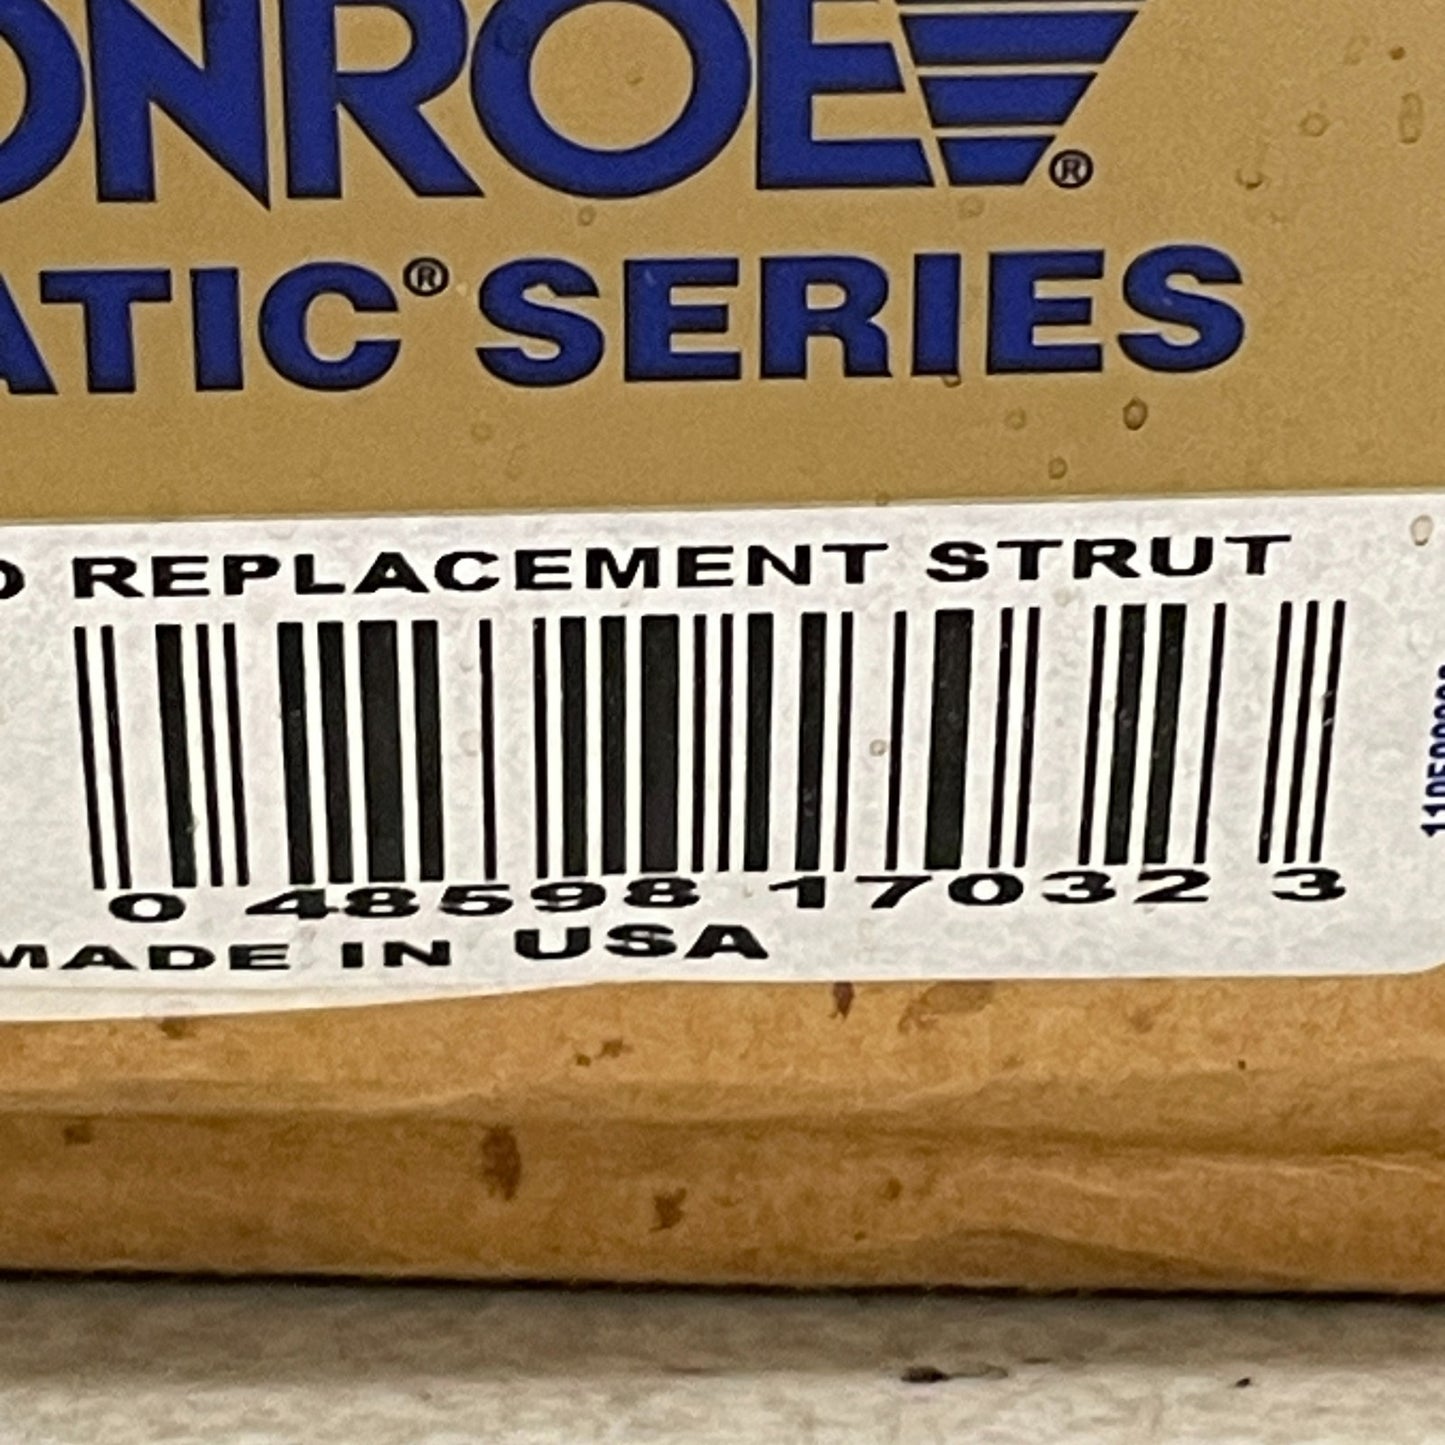 ONROE®
ATIC® SERIES
D REPLACEMENT STRUT
0 48598 17032 3
MADE IN USA